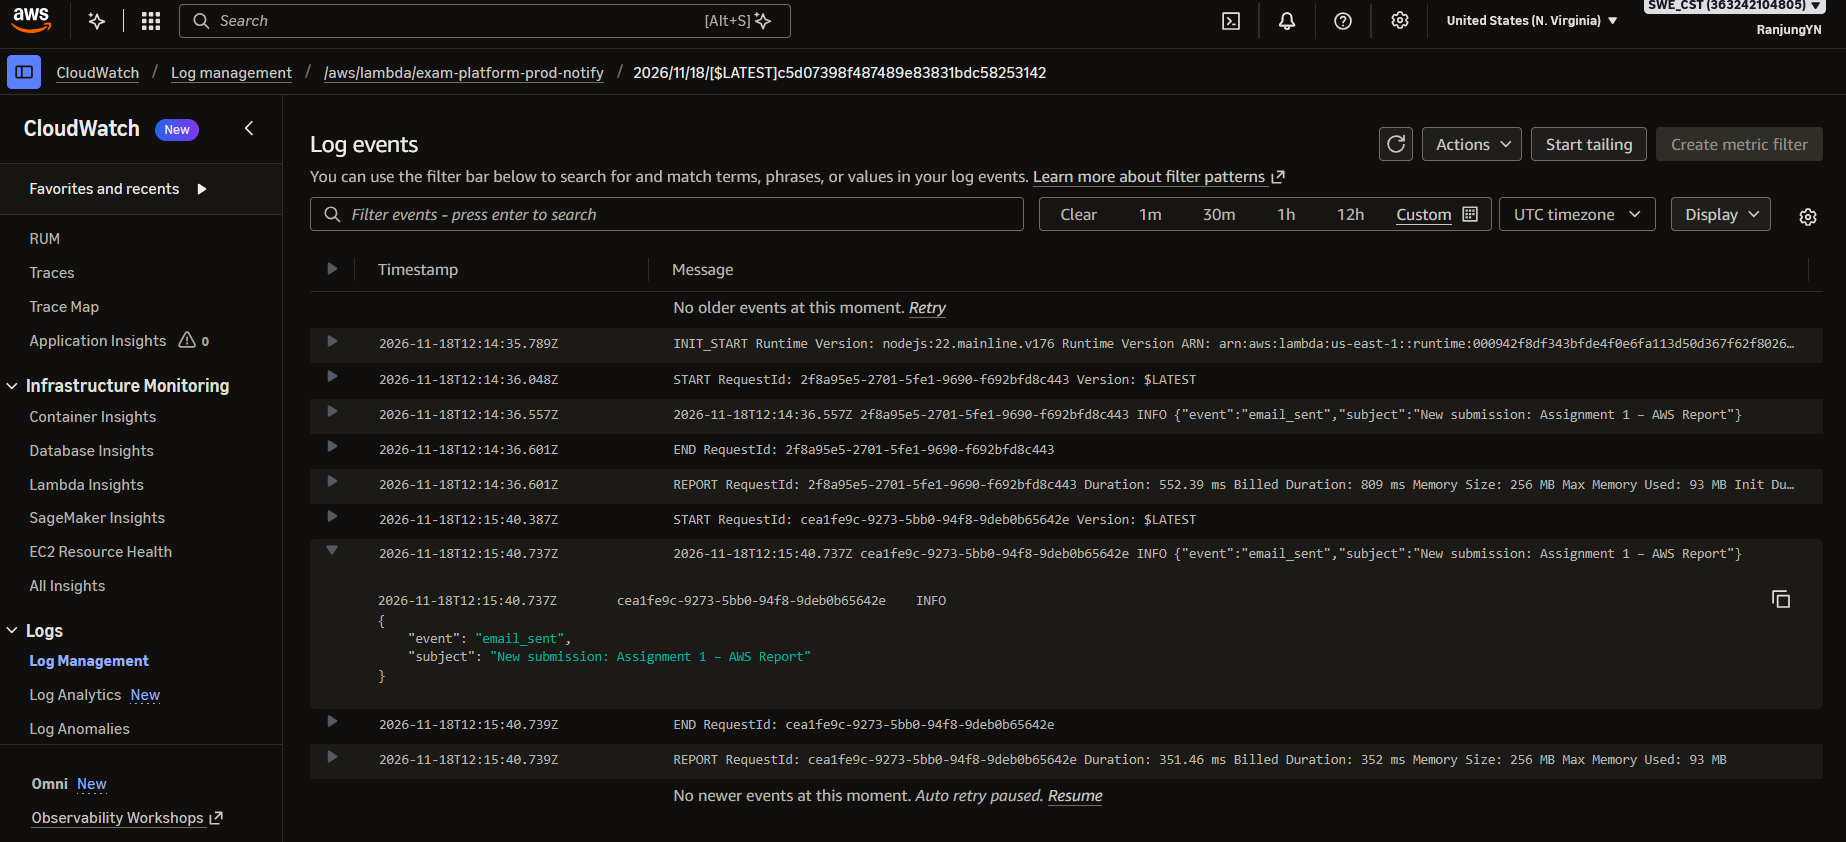 aws
Search [Alt+S]
United States (N. Virginia)
SWE_CST (363242104805)
RanjungYN
CloudWatch / Log management / /aws/lambda/exam-platform-prod-notify / 2026/11/18/[$LATEST]c5d07398f487489e83831bdc58253142
CloudWatch New
Favorites and recents
RUM
Traces
Trace Map
Application Insights 0
Infrastructure Monitoring
Container Insights
Database Insights
Lambda Insights
SageMaker Insights
EC2 Resource Health
All Insights
Logs
Log Management
Log Analytics New
Log Anomalies
Omni New
Observability Workshops
Log events
Actions Start tailing Create metric filter
You can use the filter bar below to search for and match terms, phrases, or values in your log events. Learn more about filter patterns
Filter events - press enter to search
Clear 1m 30m 1h 12h Custom UTC timezone Display
Timestamp Message
No older events at this moment. Retry
2026-11-18T12:14:35.789Z INIT_START Runtime Version: nodejs:22.mainline.v176 Runtime Version ARN: arn:aws:lambda:us-east-1::runtime:000942f8df343bfde4f0e6fa113d50d367f62f8026…
2026-11-18T12:14:36.048Z START RequestId: 2f8a95e5-2701-5fe1-9690-f692bfd8c443 Version: $LATEST
2026-11-18T12:14:36.557Z 2026-11-18T12:14:36.557Z 2f8a95e5-2701-5fe1-9690-f692bfd8c443 INFO {"event":"email_sent","subject":"New submission: Assignment 1 – AWS Report"}
2026-11-18T12:14:36.601Z END RequestId: 2f8a95e5-2701-5fe1-9690-f692bfd8c443
2026-11-18T12:14:36.601Z REPORT RequestId: 2f8a95e5-2701-5fe1-9690-f692bfd8c443 Duration: 552.39 ms Billed Duration: 809 ms Memory Size: 256 MB Max Memory Used: 93 MB Init Du…
2026-11-18T12:15:40.387Z START RequestId: cea1fe9c-9273-5bb0-94f8-9deb0b65642e Version: $LATEST
2026-11-18T12:15:40.737Z 2026-11-18T12:15:40.737Z cea1fe9c-9273-5bb0-94f8-9deb0b65642e INFO {"event":"email_sent","subject":"New submission: Assignment 1 – AWS Report"}
2026-11-18T12:15:40.737Z cea1fe9c-9273-5bb0-94f8-9deb0b65642e INFO
{
"event": "email_sent",
"subject": "New submission: Assignment 1 – AWS Report"
}
2026-11-18T12:15:40.739Z END RequestId: cea1fe9c-9273-5bb0-94f8-9deb0b65642e
2026-11-18T12:15:40.739Z REPORT RequestId: cea1fe9c-9273-5bb0-94f8-9deb0b65642e Duration: 351.46 ms Billed Duration: 352 ms Memory Size: 256 MB Max Memory Used: 93 MB
No newer events at this moment. Auto retry paused. Resume